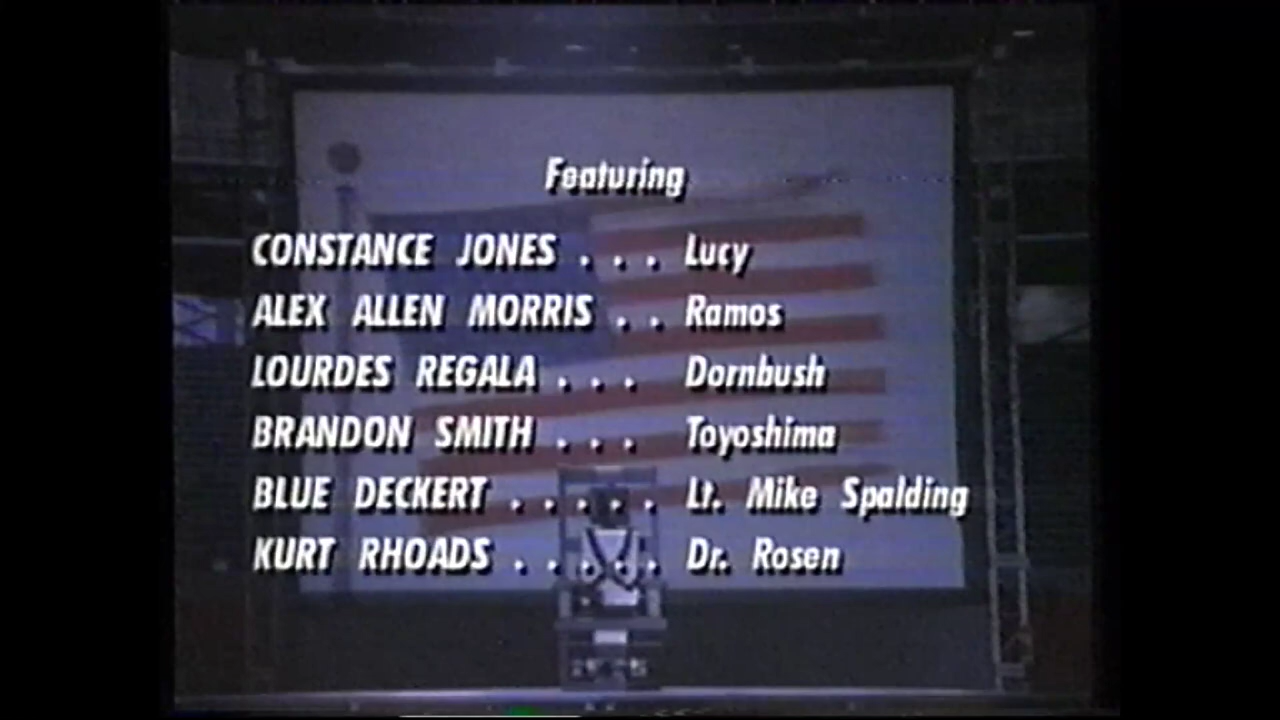 Featuring
CONSTANCE JONES . . . Lucy
ALEX ALLEN MORRIS . . Ramos
LOURDES REGALA . . . Dornbush
BRANDON SMITH . . . Toyoshima
BLUE DECKERT . . . . . Lt. Mike Spalding
KURT RHOADS . . . . . Dr. Rosen